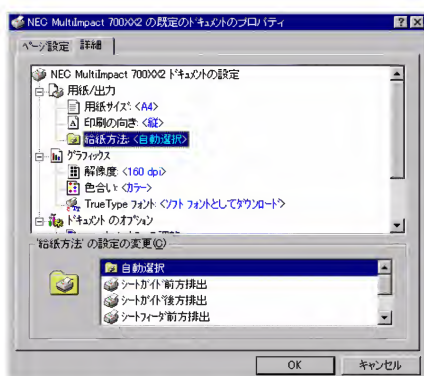 NEC MultiImpact 700XX2 の既定のドキュメントのプロパティ
ページ設定 詳細
NEC MultiImpact 700XX2 ドキュメントの設定
用紙/出力
用紙サイズ: <A4>
印刷の向き: <縦>
給紙方法: <自動選択>
グラフィックス
解像度: <160 dpi>
色合い: <カラー>
TrueType フォント: <ソフト フォントとしてダウンロード>
ドキュメント のオプション
'給紙方法' の設定の変更(C)
自動選択
シートガイド前方排出
シートガイド後方排出
シートフィーダ前方排出
OK キャンセル